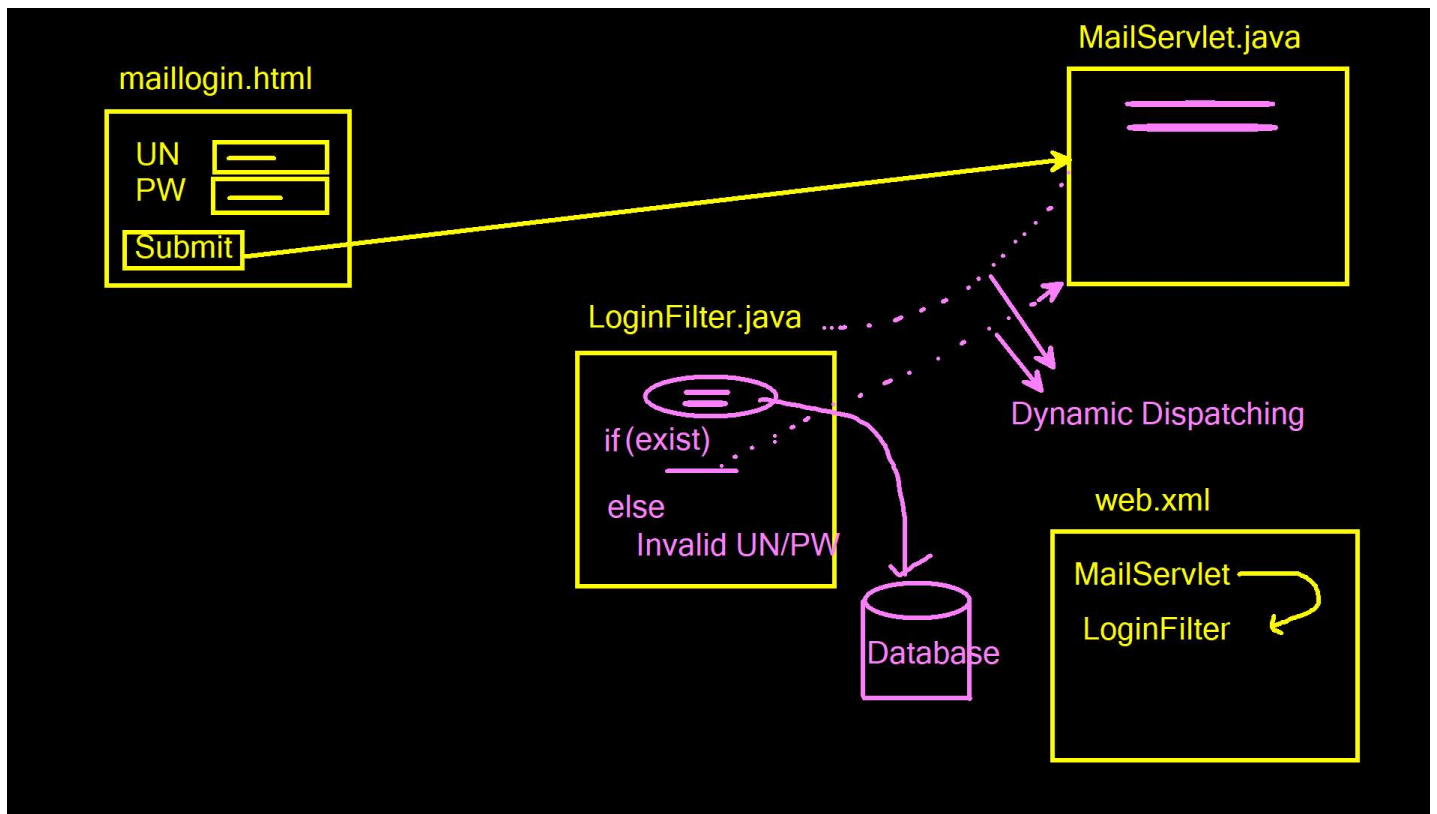 MailServlet.java
maillogin.html
UN
PW
Submit
LoginFilter.java
if (exist)
else
Invalid UN/PW
Dynamic Dispatching
web.xml
MailServlet
LoginFilter
Database